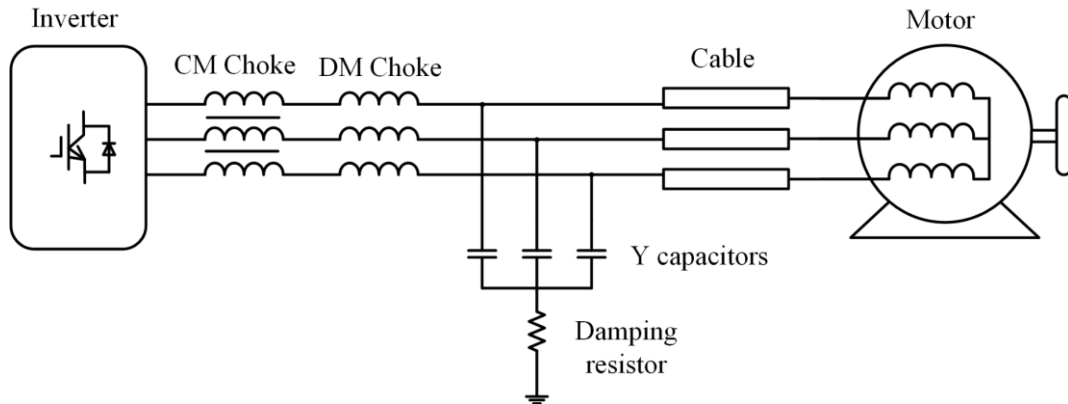 Inverter
CM Choke
DM Choke
Cable
Motor
Y capacitors
Damping
resistor